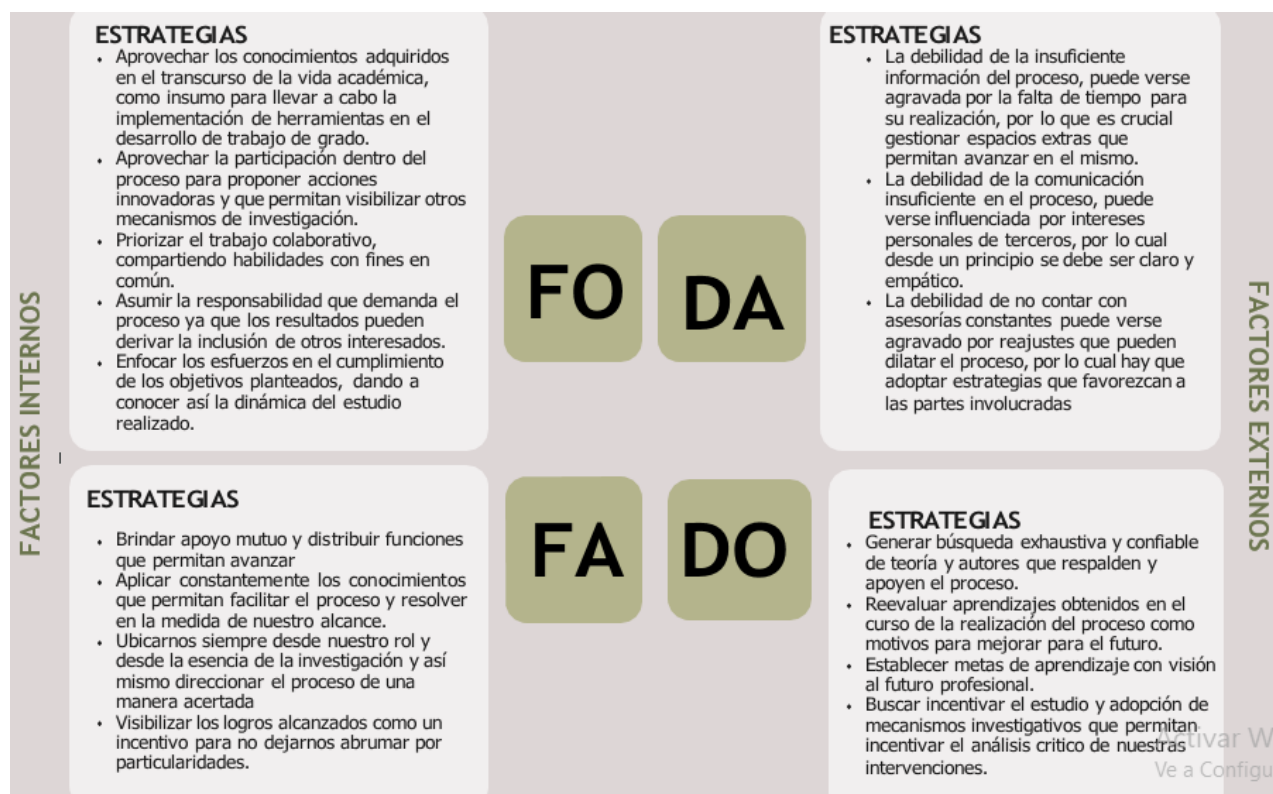 ESTRATEGIAS
• Aprovechar los conocimientos adquiridos
en el transcurso de la vida académica,
como insumo para llevar a cabo la
implementación de herramientas en el
desarrollo de trabajo de grado.
• Aprovechar la participación dentro del
proceso para proponer acciones
innovadoras y que permitan visibilizar otros
mecanismos de investigación.
• Priorizar el trabajo colaborativo,
compartiendo habilidades con fines en
común.
• Asumir la responsabilidad que demanda el
proceso ya que los resultados pueden
derivar la inclusión de otros interesados.
• Enfocar los esfuerzos en el cumplimiento
de los objetivos planteados, dando a
conocer así la dinámica del estudio
realizado.
FO
DA
ESTRATEGIAS
• La debilidad de la insuficiente
información del proceso, puede verse
agravada por la falta de tiempo para
su realización, por lo que es crucial
gestionar espacios extras que
permitan avanzar en el mismo.
• La debilidad de la comunicación
insuficiente en el proceso, puede
verse influenciada por intereses
personales de terceros, por lo cual
desde un principio se debe ser claro y
empático.
• La debilidad de no contar con
asesorías constantes puede verse
agravado por reajustes que pueden
dilatar el proceso, por lo cual hay que
adoptar estrategias que favorezcan a
las partes involucradas
FACTORES INTERNOS
FACTORES EXTERNOS
ESTRATEGIAS
• Brindar apoyo mutuo y distribuir funciones
que permitan avanzar
• Aplicar constantemente los conocimientos
que permitan facilitar el proceso y resolver
en la medida de nuestro alcance.
• Ubicarnos siempre desde nuestro rol y
desde la esencia de la investigación y así
mismo direccionar el proceso de una
manera acertada
• Visibilizar los logros alcanzados como un
incentivo para no dejarnos abrumar por
particularidades.
FA
DO
ESTRATEGIAS
• Generar búsqueda exhaustiva y confiable
de teoría y autores que respalden y
apoyen el proceso.
• Reevaluar aprendizajes obtenidos en el
curso de la realización del proceso como
motivos para mejorar para el futuro.
• Establecer metas de aprendizaje con visión
al futuro profesional.
• Buscar incentivar el estudio y adopción de
mecanismos investigativos que permitan
incentivar el análisis critico de nuestras
intervenciones.
Activar W
Ve a Configu